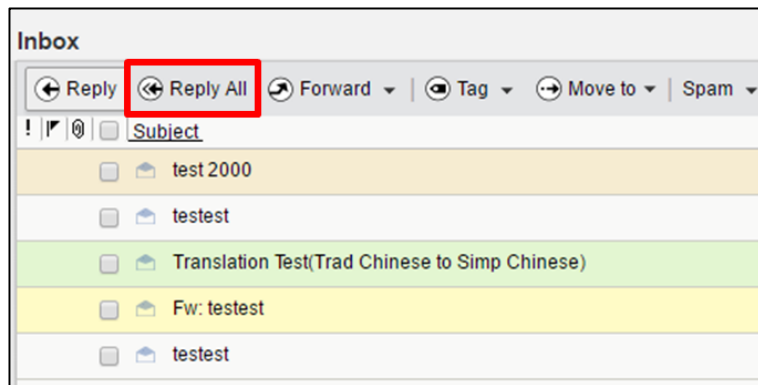 Inbox
Reply Reply All Forward | Tag Move to | Spam
! Subject
test 2000
testest
Translation Test(Trad Chinese to Simp Chinese)
Fw: testest
testest